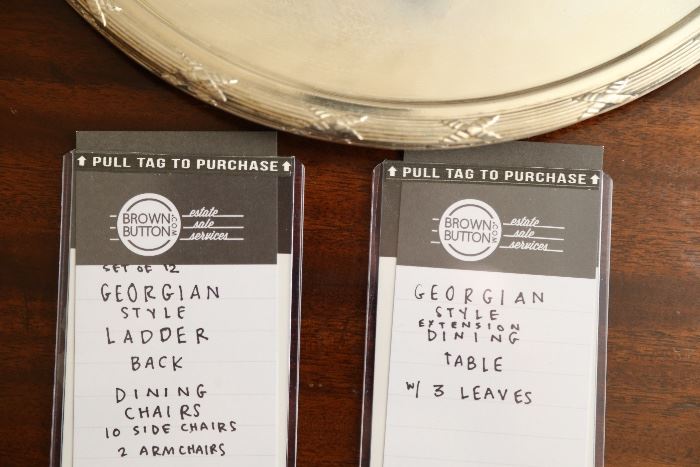 ↑ PULL TAG TO PURCHASE ↑
BROWN
BUTTON.COM
estate
sale
services
SET OF 12
GEORGIAN
STYLE
LADDER
BACK
DINING
CHAIRS
10 SIDE CHAIRS
2 ARMCHAIRS
↑ PULL TAG TO PURCHASE ↑
BROWN
BUTTON.COM
estate
sale
services
GEORGIAN
STYLE
EXTENSION
DINING
TABLE
W/ 3 LEAVES